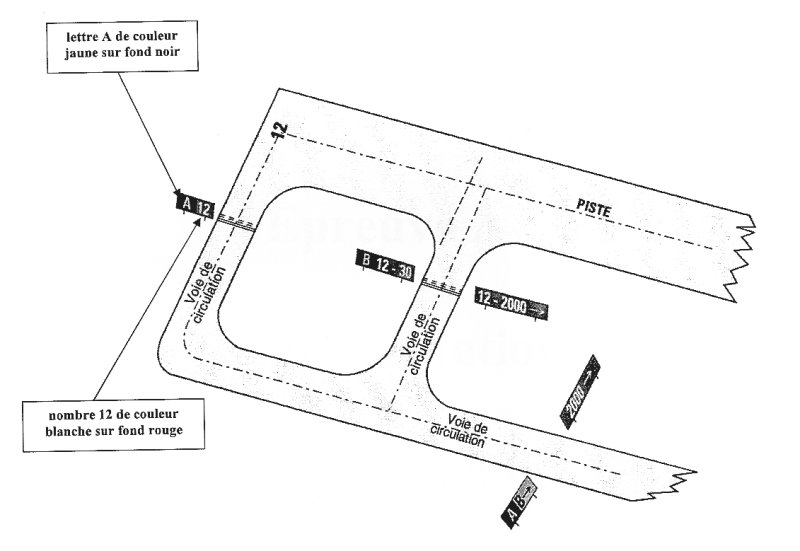 lettre A de couleur
jaune sur fond noir
12
PISTE
A 12
B 12 - 30
12 - 2000 →
Voie de
circulation
Voie de
circulation
2000 →
nombre 12 de couleur
blanche sur fond rouge
Voie de
circulation
A B→